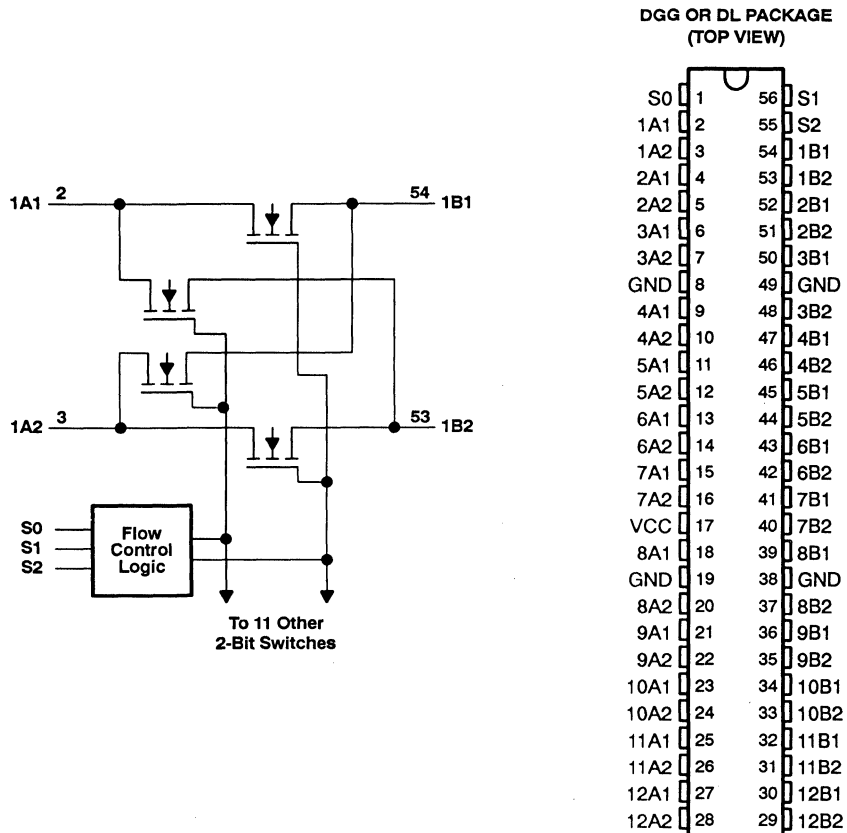 DGG OR DL PACKAGE
(TOP VIEW)
S0 1 56 S1
1A1 2 55 S2
1A2 3 54 1B1
2A1 4 53 1B2
2A2 5 52 2B1
3A1 6 51 2B2
3A2 7 50 3B1
GND 8 49 GND
4A1 9 48 3B2
4A2 10 47 4B1
5A1 11 46 4B2
5A2 12 45 5B1
6A1 13 44 5B2
6A2 14 43 6B1
7A1 15 42 6B2
7A2 16 41 7B1
VCC 17 40 7B2
8A1 18 39 8B1
GND 19 38 GND
8A2 20 37 8B2
9A1 21 36 9B1
9A2 22 35 9B2
10A1 23 34 10B1
10A2 24 33 10B2
11A1 25 32 11B1
11A2 26 31 11B2
12A1 27 30 12B1
12A2 28 29 12B2
1A1 2 54 1B1
1A2 3 53 1B2
S0
S1
S2
Flow
Control
Logic
To 11 Other
2-Bit Switches